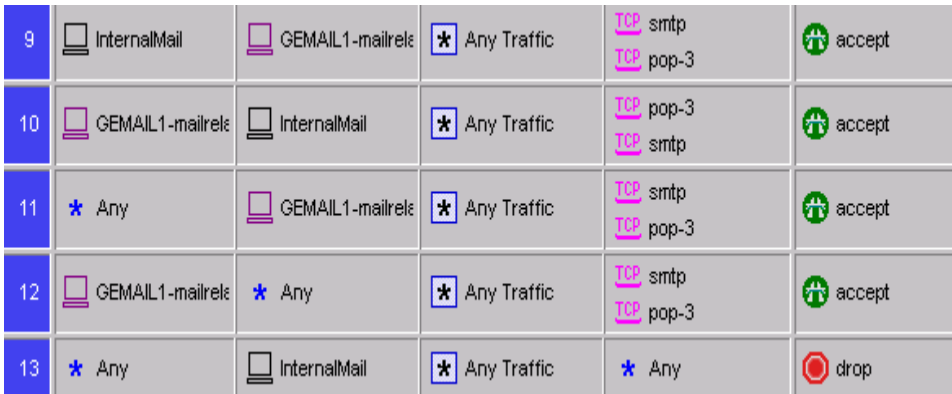 9 InternalMail GEMAIL1-mailrela * Any Traffic TCP smtp accept
TCP pop-3
10 GEMAIL1-mailrela InternalMail * Any Traffic TCP pop-3 accept
TCP smtp
11 * Any GEMAIL1-mailrela * Any Traffic TCP smtp accept
TCP pop-3
12 GEMAIL1-mailrela * Any * Any Traffic TCP smtp accept
TCP pop-3
13 * Any InternalMail * Any Traffic * Any drop